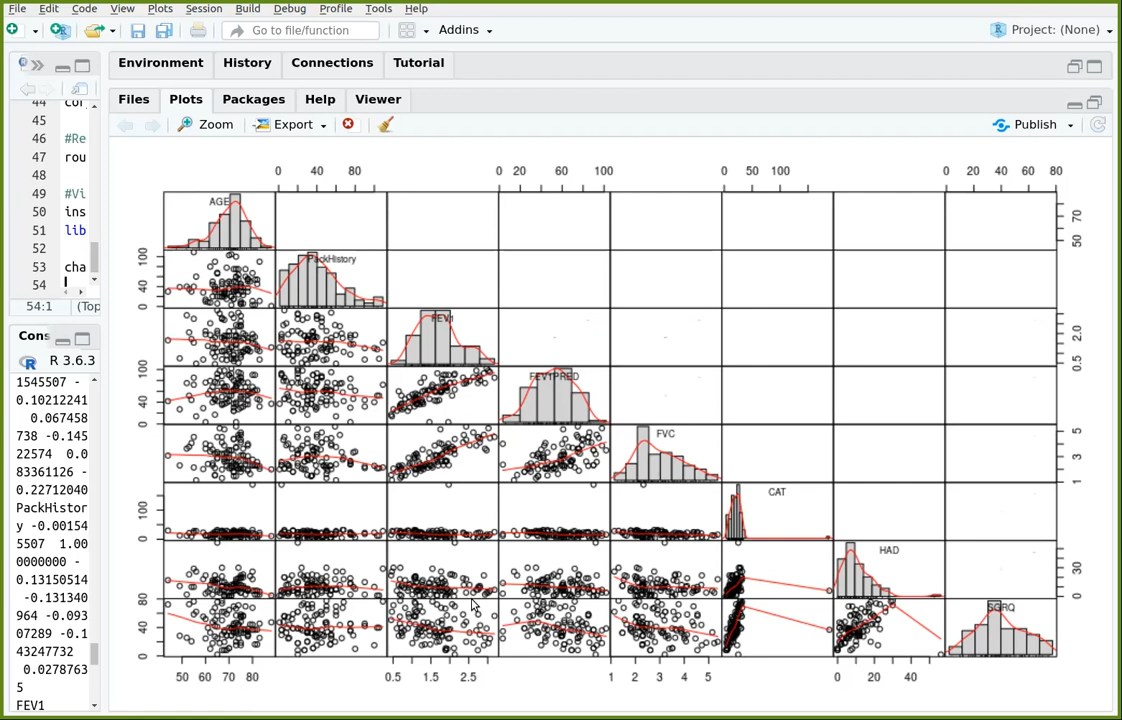 File Edit Code View Plots Session Build Debug Profile Tools Help
Go to file/function Addins Project: (None)
Environment History Connections Tutorial
Files Plots Packages Help Viewer
Zoom Export Publish
44
45
46 #Re
47 rou
48
49 #Vi
50 ins
51 lib
52
53 cha
54
54:1 (Top
Cons
R 3.6.3
1545507 -
0.10212241
0.067458
738 -0.145
22574 0.0
83361126 -
0.22712040
PackHistor
y -0.00154
5507 1.00
0000000 -
0.13150514
-0.131340
964 -0.093
07289 -0.1
43247732
0.0278763
5
FEV1
0 40 80 0 20 60 100 0 50 100 0 20 40 60 80
AGE 50 70
0 40 100 PackHistory
FEV1 0.5 2.0
0 40 100 FEV1PRED
FVC 1 3 5
0 100 CAT
HAD 0 30
0 40 80 SGRQ
50 60 70 80 0.5 1.5 2.5 1 2 3 4 5 0 20 40